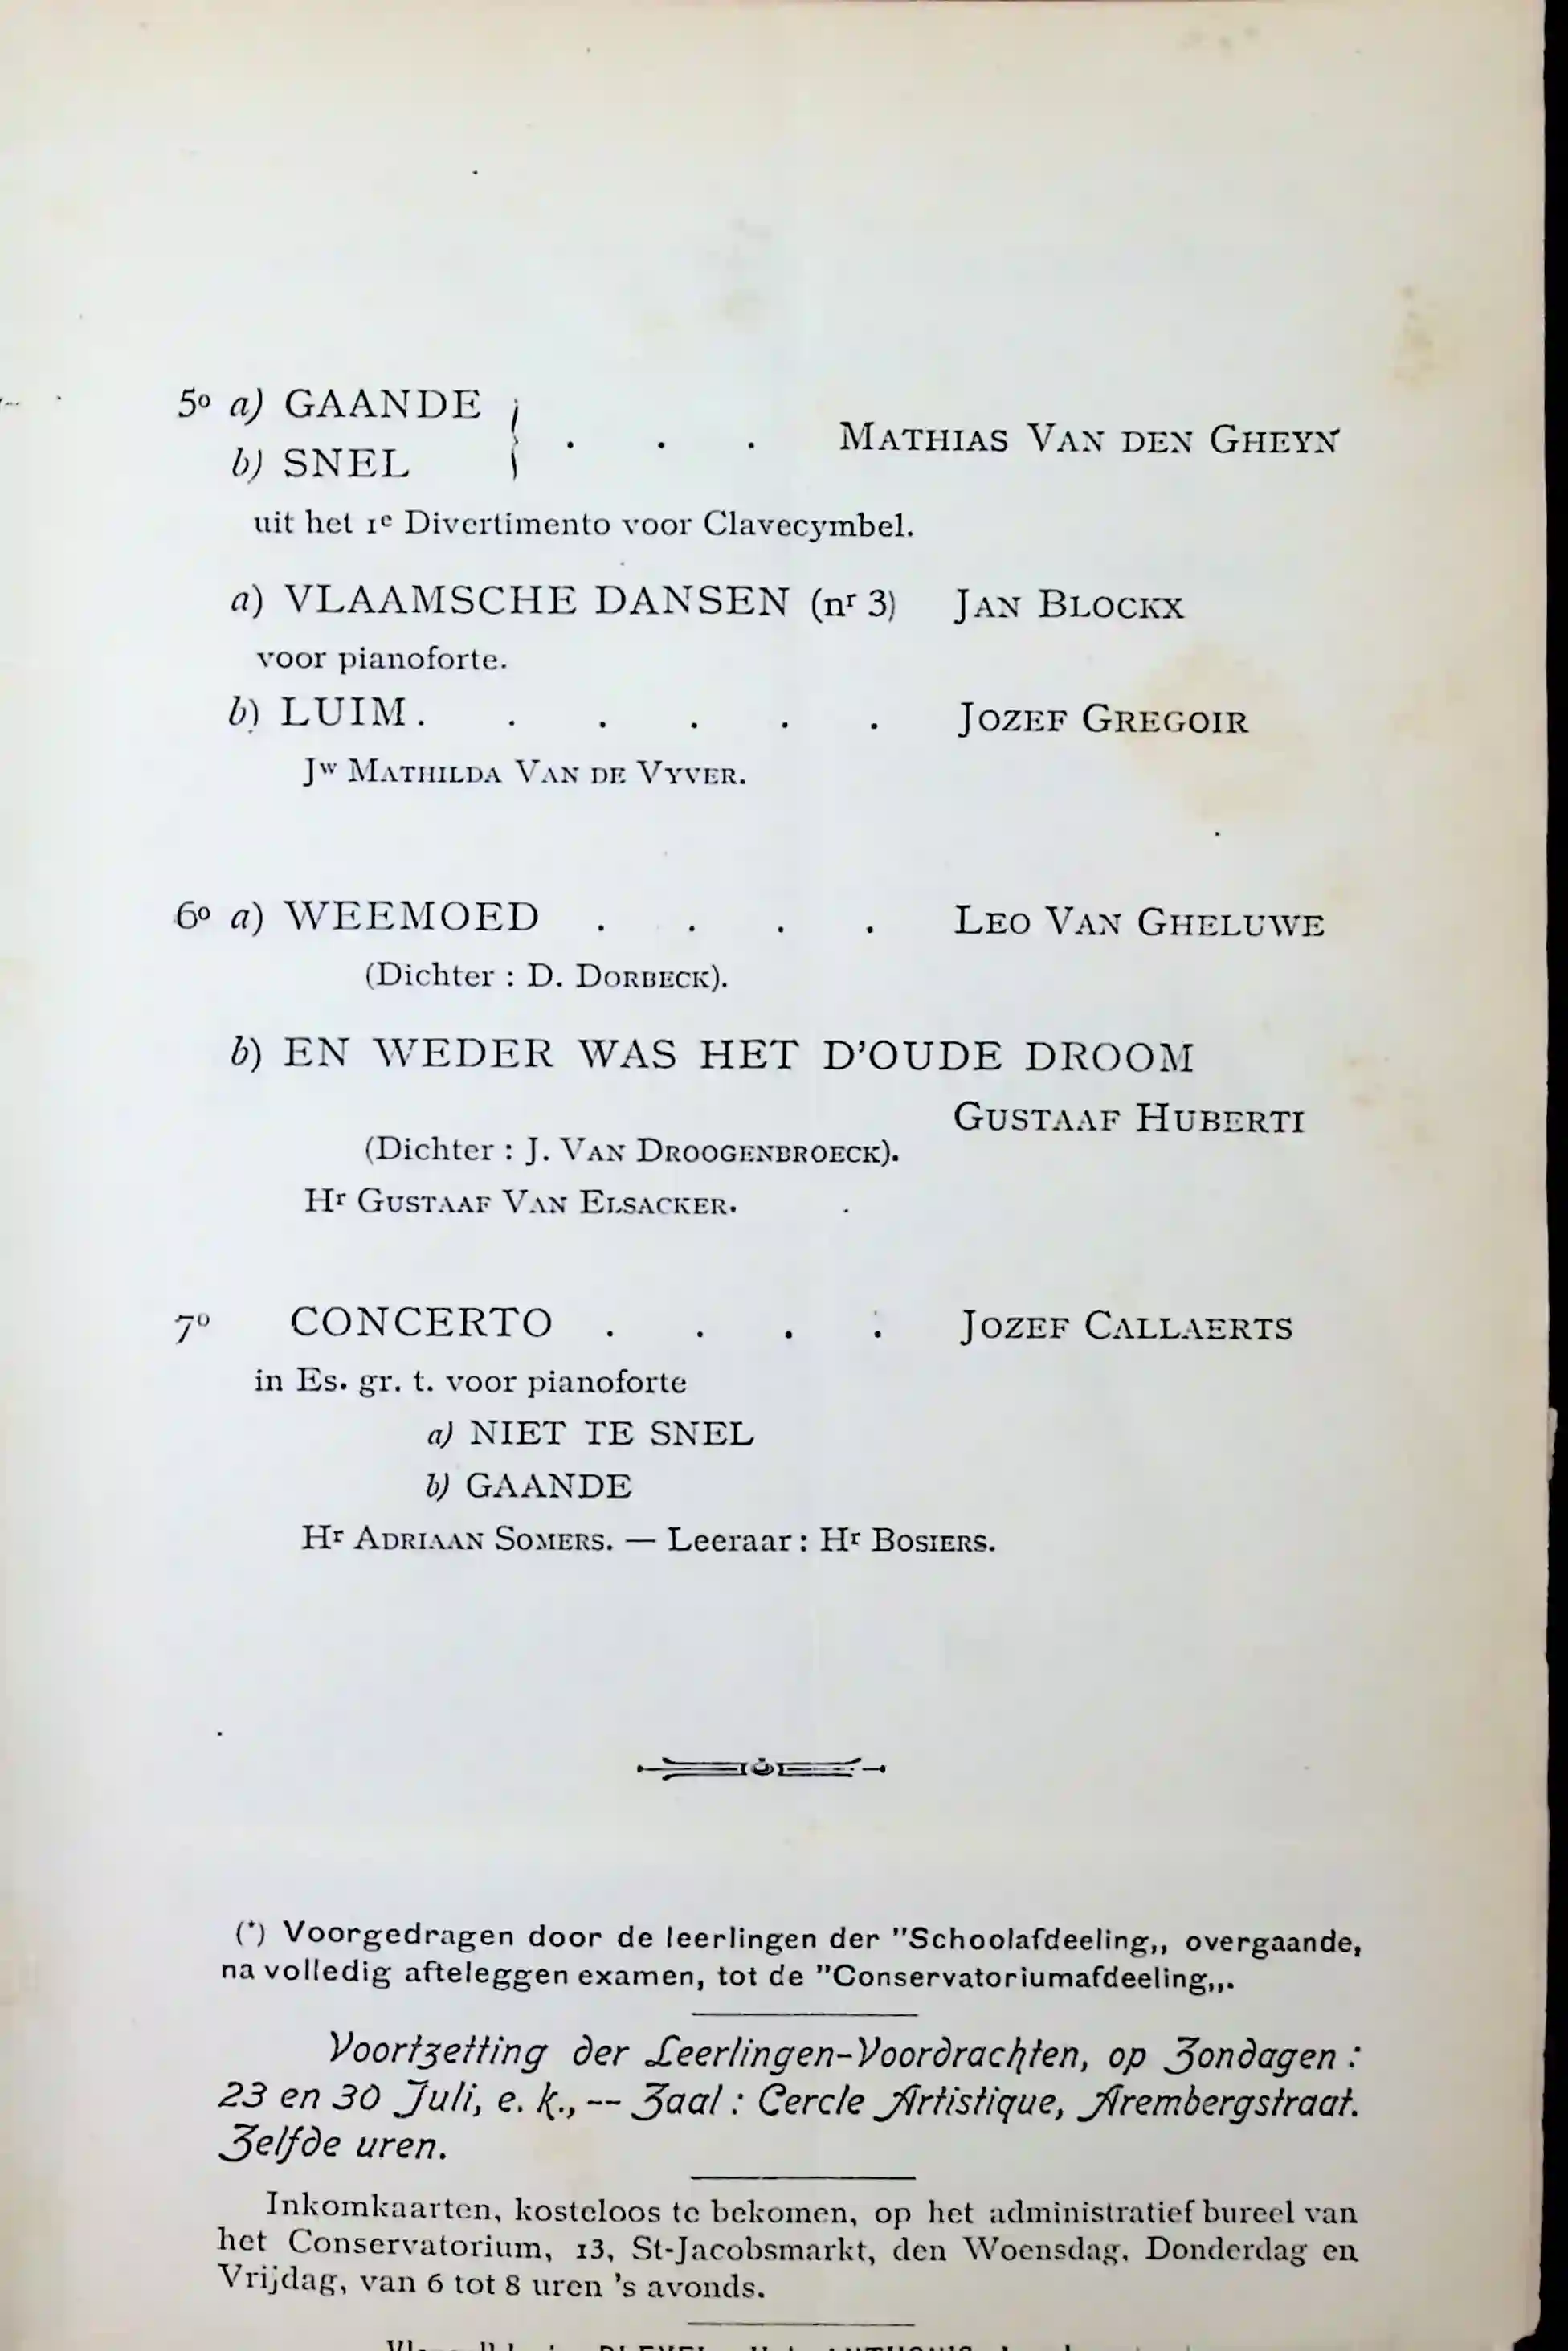 5º a) GAANDE
b) SNEL
. . . MATHIAS VAN DEN GHEYN
uit het 1e Divertimento voor Clavecymbel.
a) VLAAMSCHE DANSEN (nr 3) JAN BLOCKX
voor pianoforte.
b) LUIM. . . . . . JOZEF GREGOIR
Jw MATHILDA VAN DE VYVER.
6º a) WEEMOED . . . . LEO VAN GHELUWE
(Dichter : D. DORBECK).
b) EN WEDER WAS HET D'OUDE DROOM
GUSTAAF HUBERTI
(Dichter : J. VAN DROOGENBROECK).
Hr GUSTAAF VAN ELSACKER.
7º CONCERTO . . . . JOZEF CALLAERTS
in Es. gr. t. voor pianoforte
a) NIET TE SNEL
b) GAANDE
Hr ADRIAAN SOMERS. — Leeraar : Hr BOSIERS.
(*) Voorgedragen door de leerlingen der "Schoolafdeeling,, overgaande,
na volledig afteleggen examen, tot de "Conservatoriumafdeeling,,.
Voortzetting der Leerlingen-Voordrachten, op Zondagen :
23 en 30 Juli, e. k., -- Zaal : Cercle Artistique, Arembergstraat.
Zelfde uren.
Inkomkaarten, kosteloos te bekomen, op het administratief bureel van
het Conservatorium, 13, St-Jacobsmarkt, den Woensdag, Donderdag en
Vrijdag, van 6 tot 8 uren 's avonds.